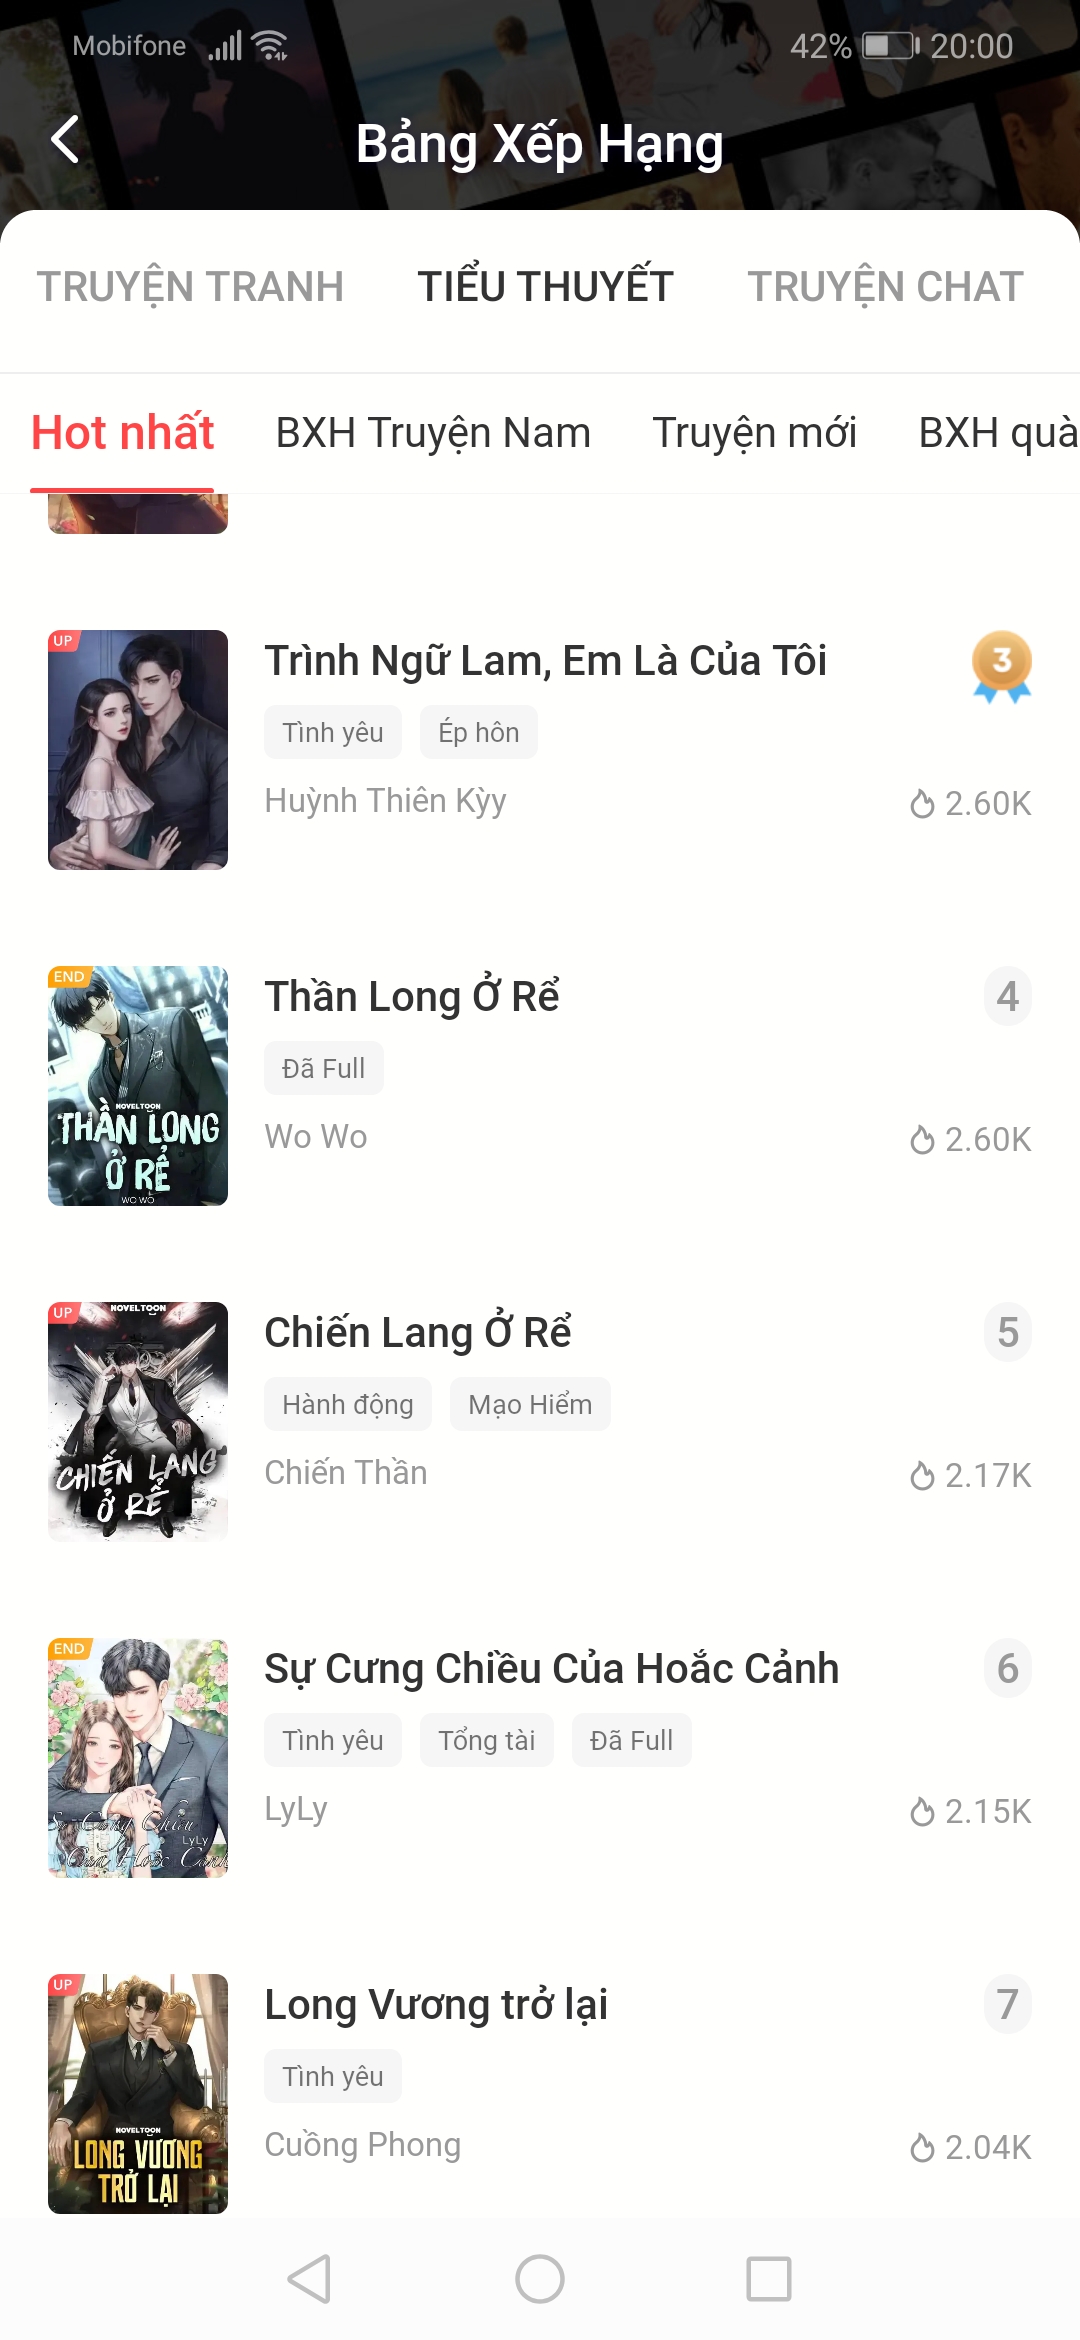 Mobifone
42% 20:00
Bảng Xếp Hạng
TRUYỆN TRANH TIỂU THUYẾT TRUYỆN CHAT
Hot nhất BXH Truyện Nam Truyện mới BXH quà
UP
Trình Ngữ Lam, Em Là Của Tôi
3
Tình yêu Ép hôn
Huỳnh Thiên Kỳy
2.60K
END
NOVELTOON
THẦN LONG
Ở RỂ
WO WO
Thần Long Ở Rể
4
Đã Full
Wo Wo
2.60K
UP
NOVELTOON
CHIẾN LANG
Ở RỂ
Chiến Lang Ở Rể
5
Hành động Mạo Hiểm
Chiến Thần
2.17K
END
Sự Cưng Chiều
LyLy
Của Hoắc Cảnh
Sự Cưng Chiều Của Hoắc Cảnh
6
Tình yêu Tổng tài Đã Full
LyLy
2.15K
UP
NOVELTOON
LONG VƯƠNG
TRỞ LẠI
Long Vương trở lại
7
Tình yêu
Cuồng Phong
2.04K